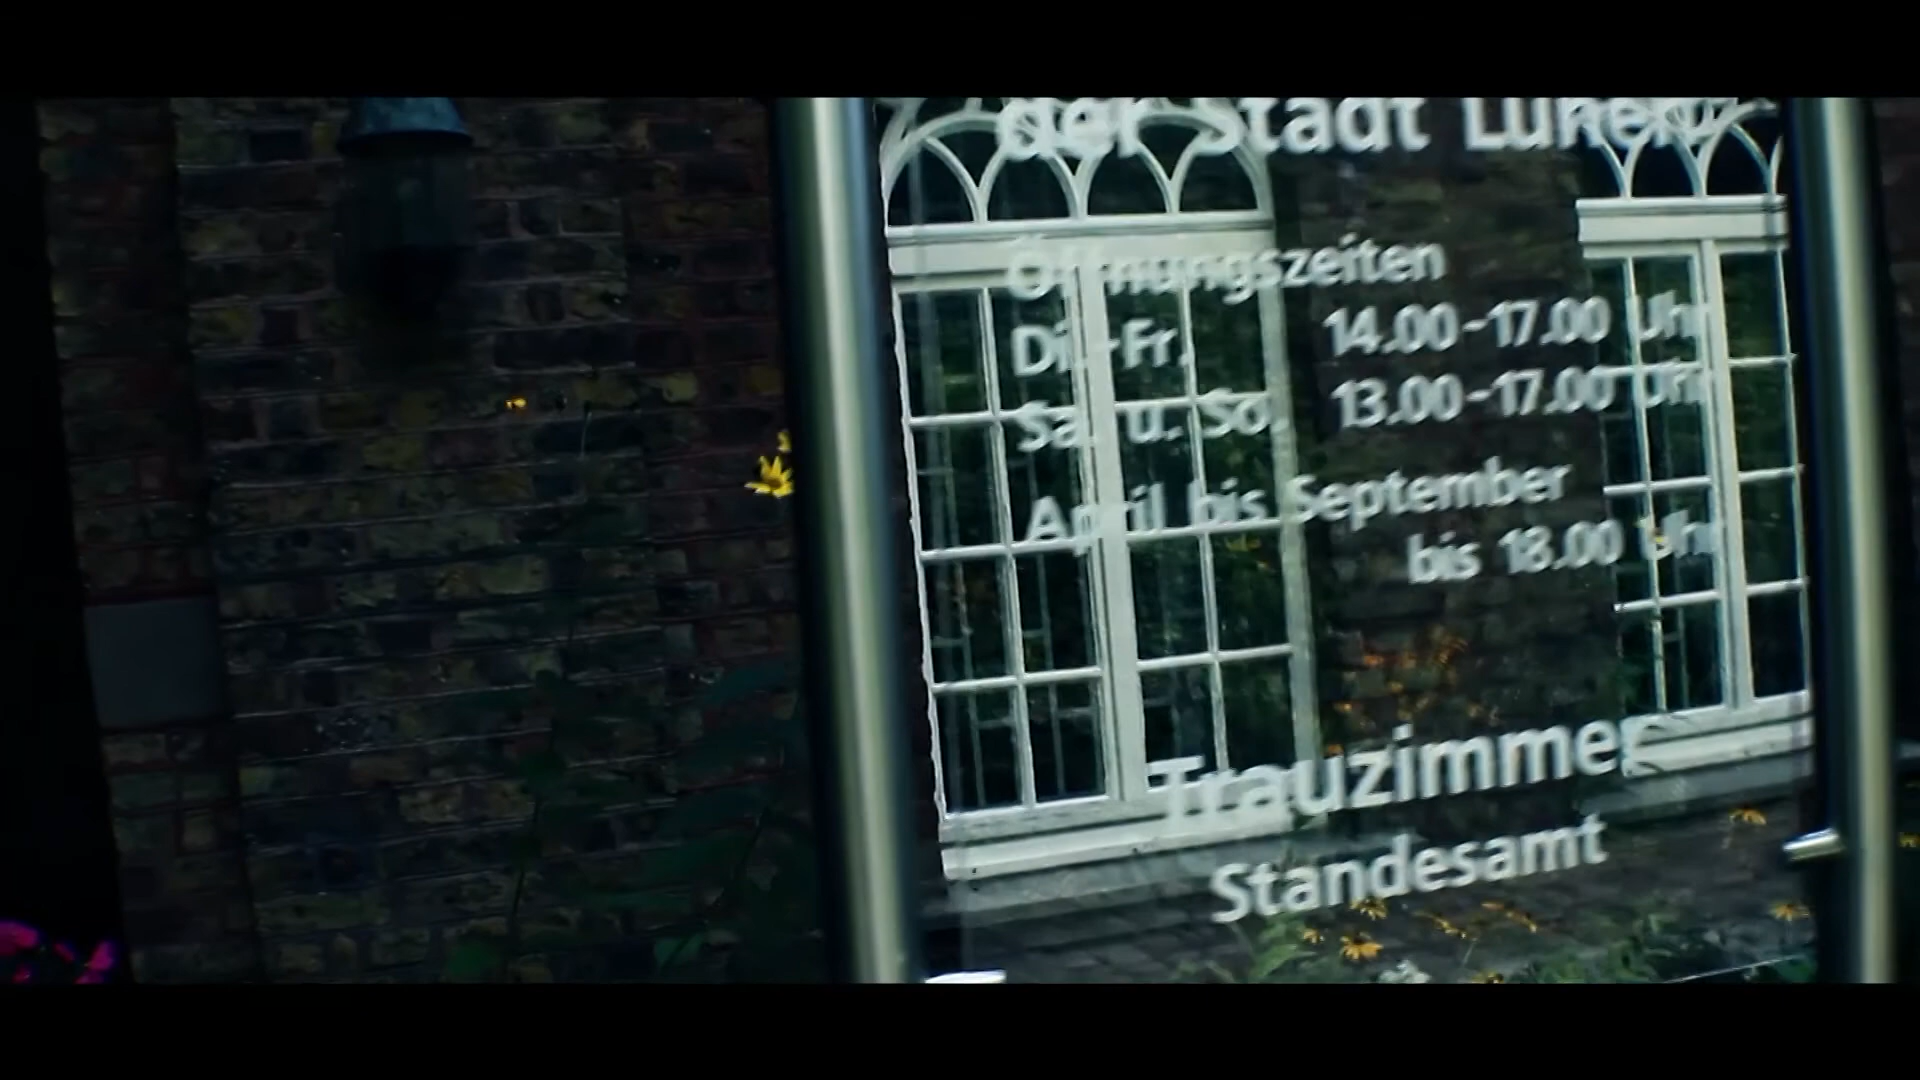 der Stadt Lünen
Öffnungszeiten
Di.-Fr. 14.00-17.00 Uhr
Sa. u. So. 13.00-17.00 Uhr
April bis September
bis 18.00 Uhr
Trauzimmer
Standesamt